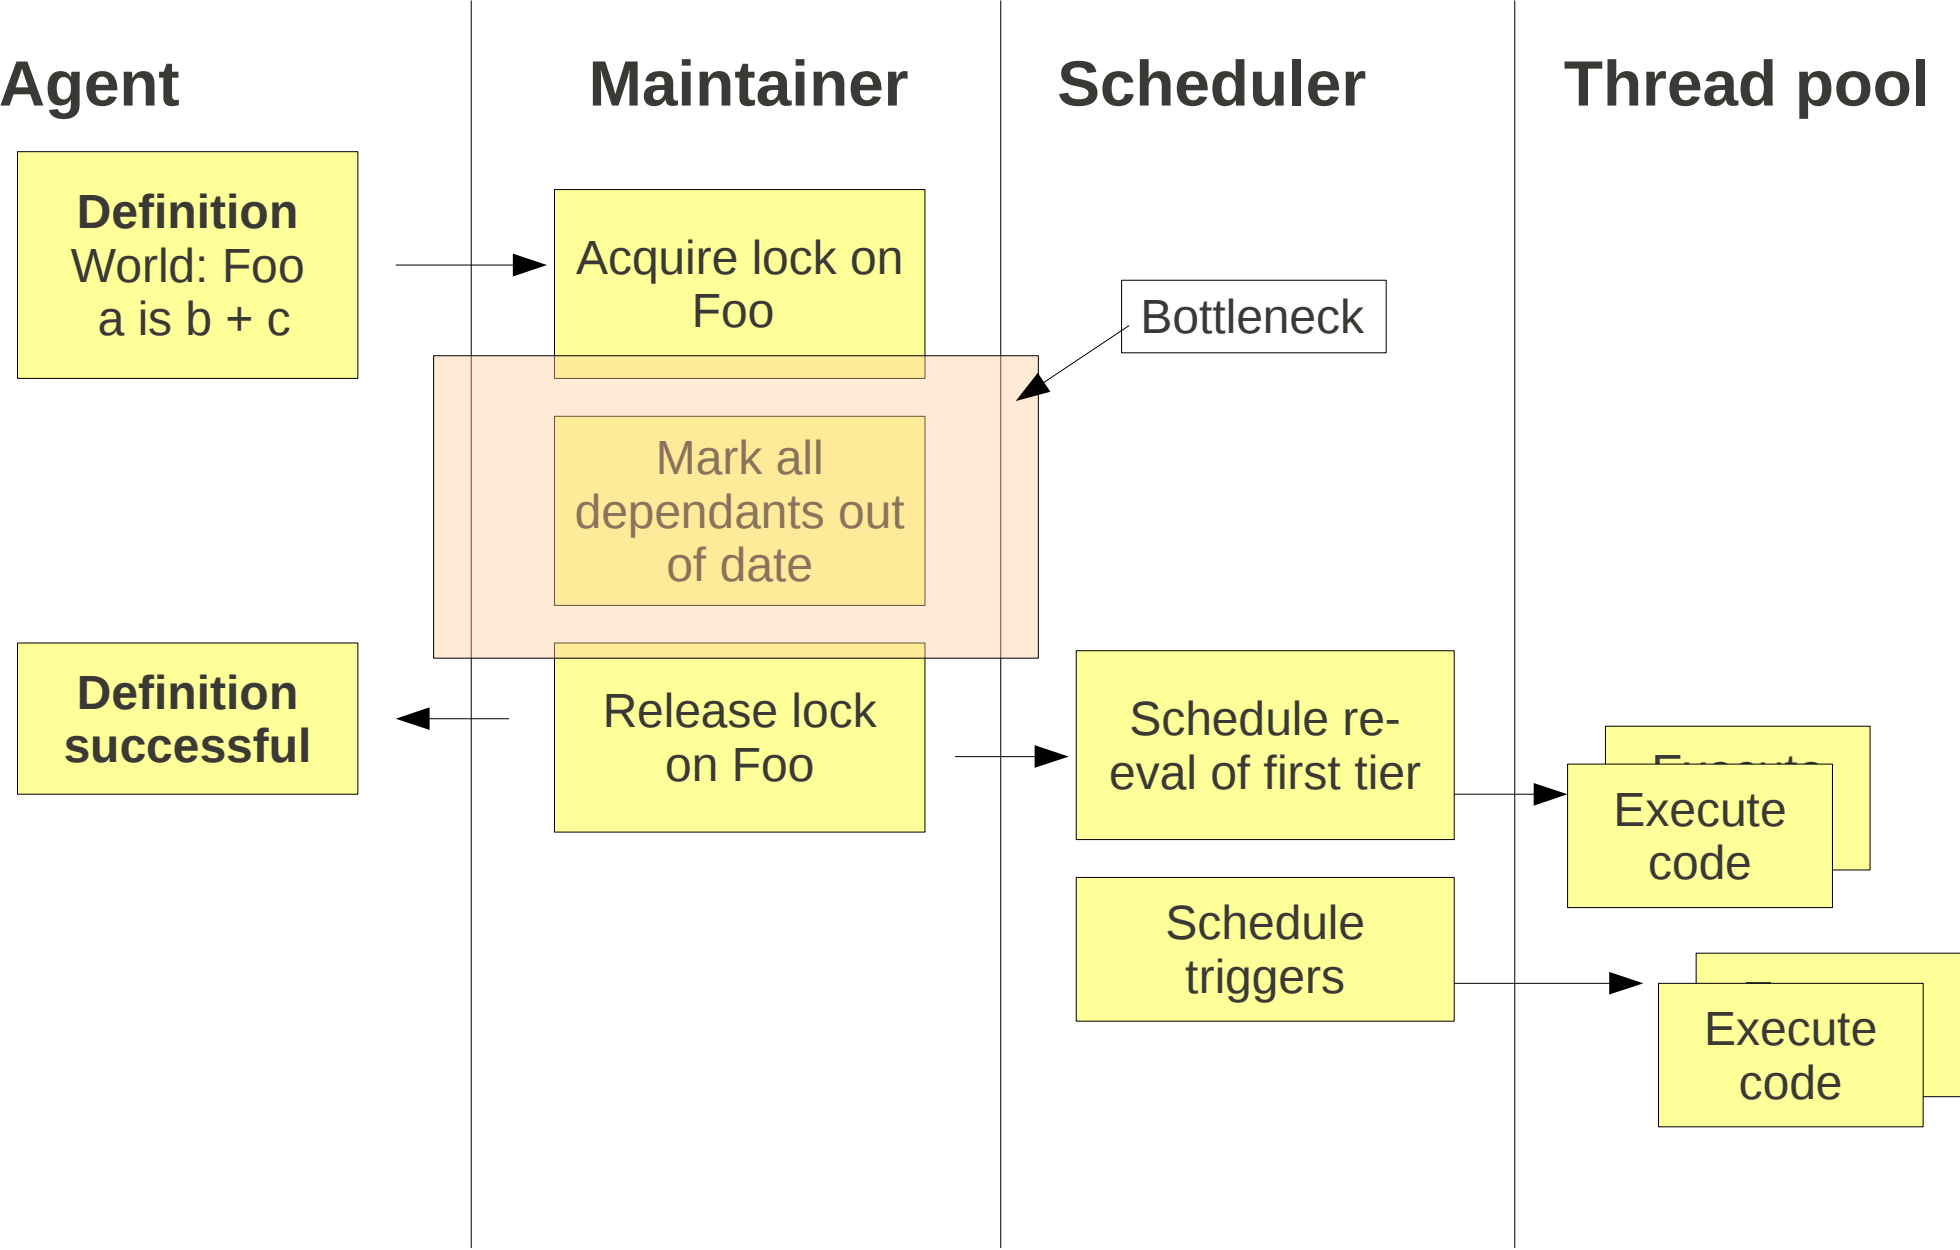 Agent
Maintainer
Scheduler
Thread pool
Definition
World: Foo
a is b + c
Acquire lock on
Foo
Bottleneck
Mark all
dependants out
of date
Definition
successful
Release lock
on Foo
Schedule re-
eval of first tier
Execute
Execute
code
Schedule
triggers
Execute
code